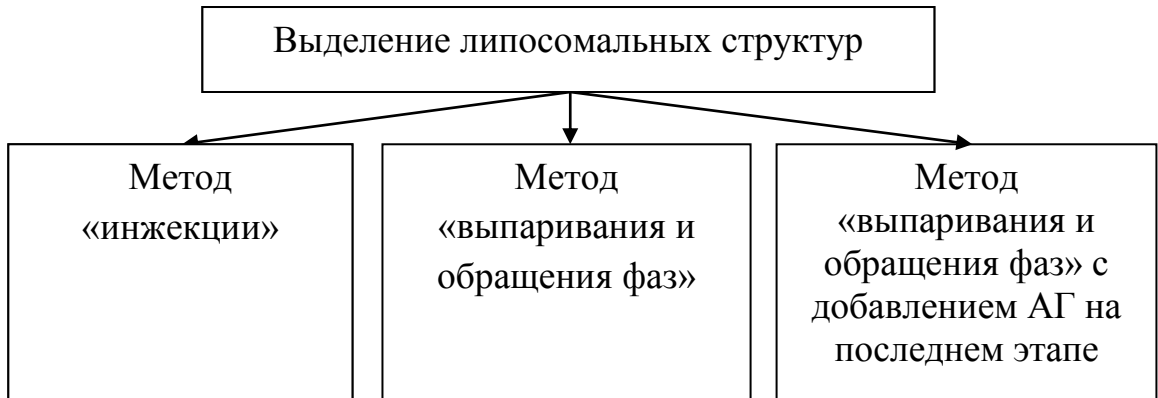 Выделение липосомальных структур
Метод
«инжекции»
Метод
«выпаривания и
обращения фаз»
Метод
«выпаривания и
обращения фаз» с
добавлением АГ на
последнем этапе